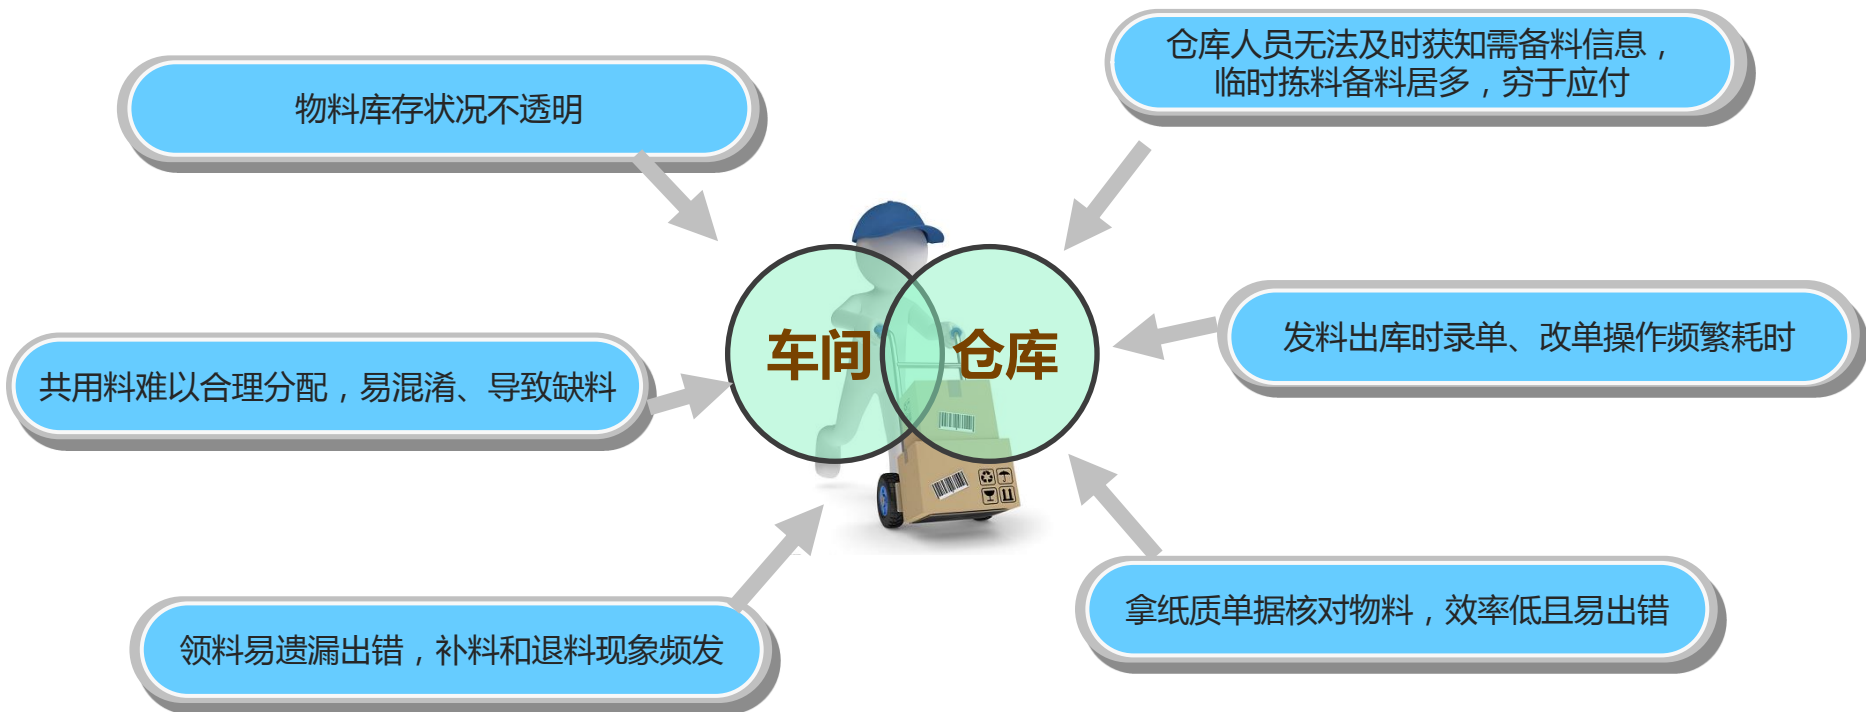 物料库存状况不透明
仓库人员无法及时获知需备料信息，
临时拣料备料居多，穷于应付
车间
仓库
发料出库时录单、改单操作频繁耗时
共用料难以合理分配，易混淆、导致缺料
拿纸质单据核对物料，效率低且易出错
领料易遗漏出错，补料和退料现象频发